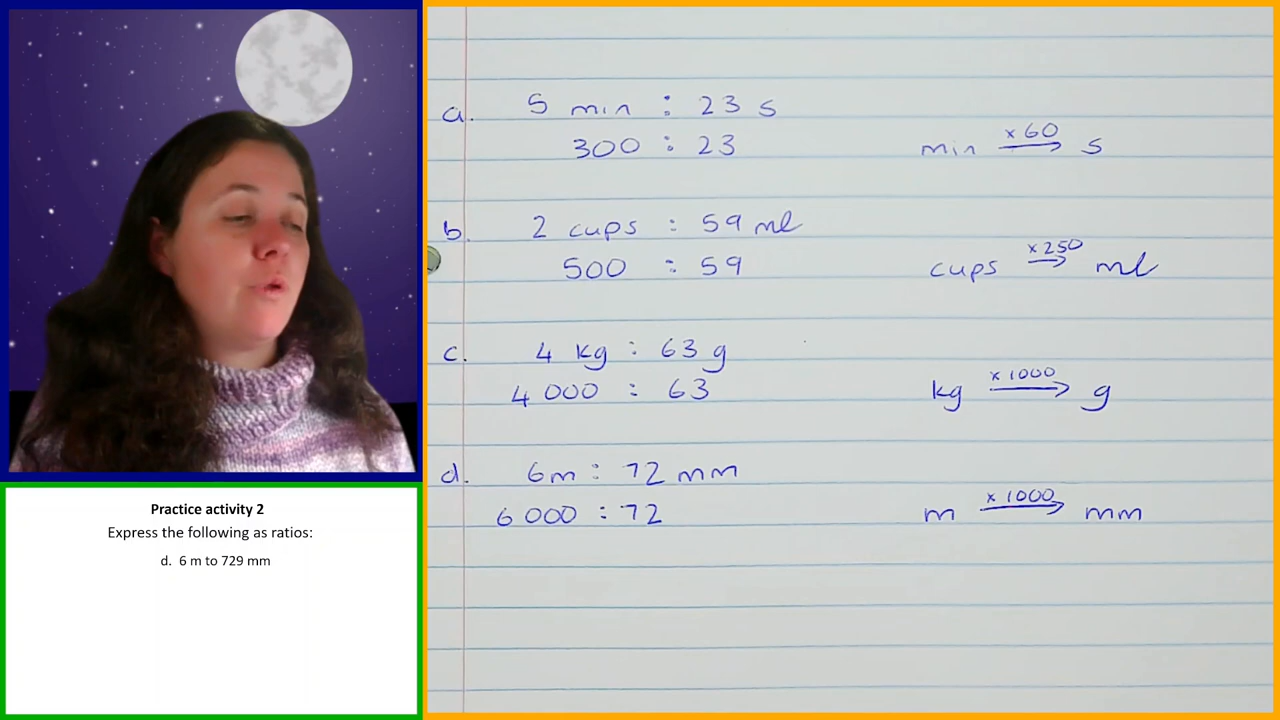 Practice activity 2
Express the following as ratios:
d. 6 m to 729 mm
a. 5 min : 23 s
300 : 23
min ×60 → s
b. 2 cups : 59 ml
500 : 59
cups ×250 → ml
c. 4 kg : 63 g
4 000 : 63
kg ×1000 → g
d. 6m : 72 mm
6 000 : 72
m ×1000 → mm